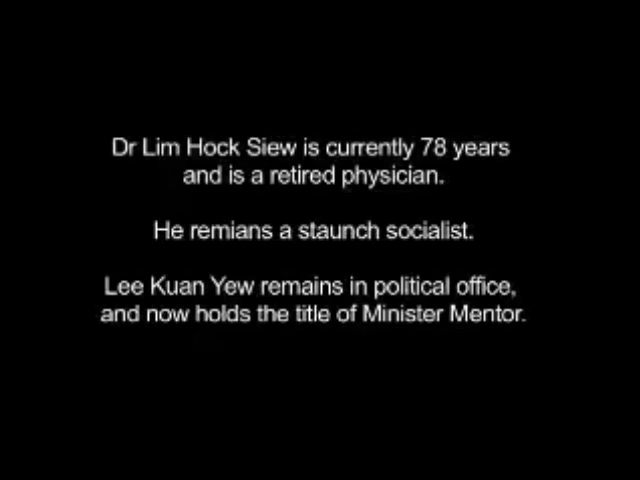 Dr Lim Hock Siew is currently 78 years
and is a retired physician.
He remians a staunch socialist.
Lee Kuan Yew remains in political office,
and now holds the title of Minister Mentor.